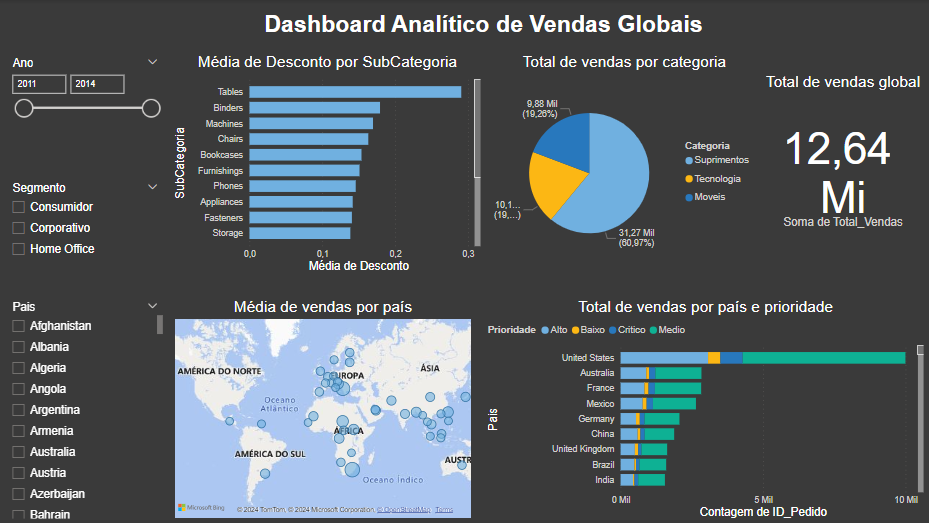 Dashboard Analítico de Vendas Globais
Ano
2011
2014
Segmento
Consumidor
Corporativo
Home Office
Pais
Afghanistan
Albania
Algeria
Angola
Argentina
Armenia
Australia
Austria
Azerbaijan
Bahrain
Média de Desconto por SubCategoria
SubCategoria
Tables
Binders
Machines
Chairs
Bookcases
Furnishings
Phones
Appliances
Fasteners
Storage
0,0
0,1
0,2
0,3
Média de Desconto
Total de vendas por categoria
9,88 Mil
(19,26%)
10,1...
(19,...)
31,27 Mil
(60,97%)
Categoria
Suprimentos
Tecnologia
Moveis
Total de vendas global
12,64
Mi
Soma de Total_Vendas
Média de vendas por país
AMÉRICA DO NORTE
EUROPA
ÁSIA
Oceano
Atlântico
ÁFRICA
AMÉRICA DO SUL
AUSTR
Oceano Índico
Microsoft Bing
© 2024 TomTom, © 2024 Microsoft Corporation, © OpenStreetMap Terms
Total de vendas por país e prioridade
Prioridade Alto Baixo Critico Medio
Pais
United States
Australia
France
Mexico
Germany
China
United Kingdom
Brazil
India
0 Mil
5 Mil
10 Mil
Contagem de ID_Pedido